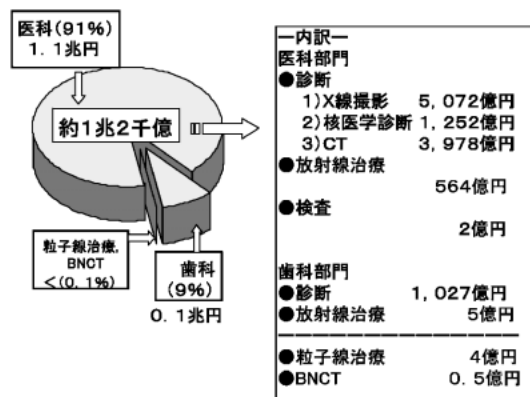 医科(91%)
1.1兆円
約1兆2千億
粒子線治療,
BNCT
<(0.1%)
歯科
(9%)
0.1兆円
―内訳―
医科部門
●診断
1)X線撮影 5,072億円
2)核医学診断 1,252億円
3)CT 3,978億円
●放射線治療
564億円
●検査
2億円
歯科部門
●診断 1,027億円
●放射線治療 5億円
●粒子線治療 4億円
●BNCT 0.5億円